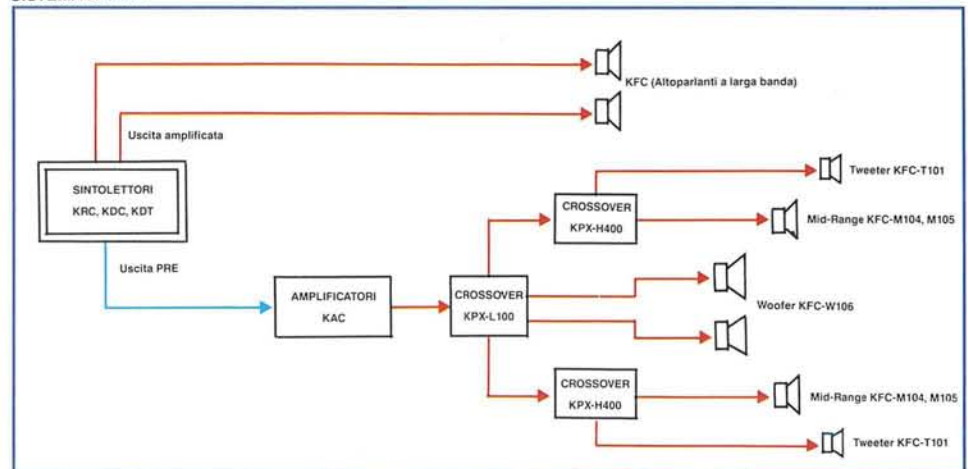 KFC (Altoparlanti a larga banda)
Uscita amplificata
SINTOLETTORI
KRC, KDC, KDT
Uscita PRE
AMPLIFICATORI
KAC
CROSSOVER
KPX-L100
CROSSOVER
KPX-H400
Tweeter KFC-T101
Mid-Range KFC-M104, M105
Woofer KFC-W106
CROSSOVER
KPX-H400
Mid-Range KFC-M104, M105
Tweeter KFC-T101